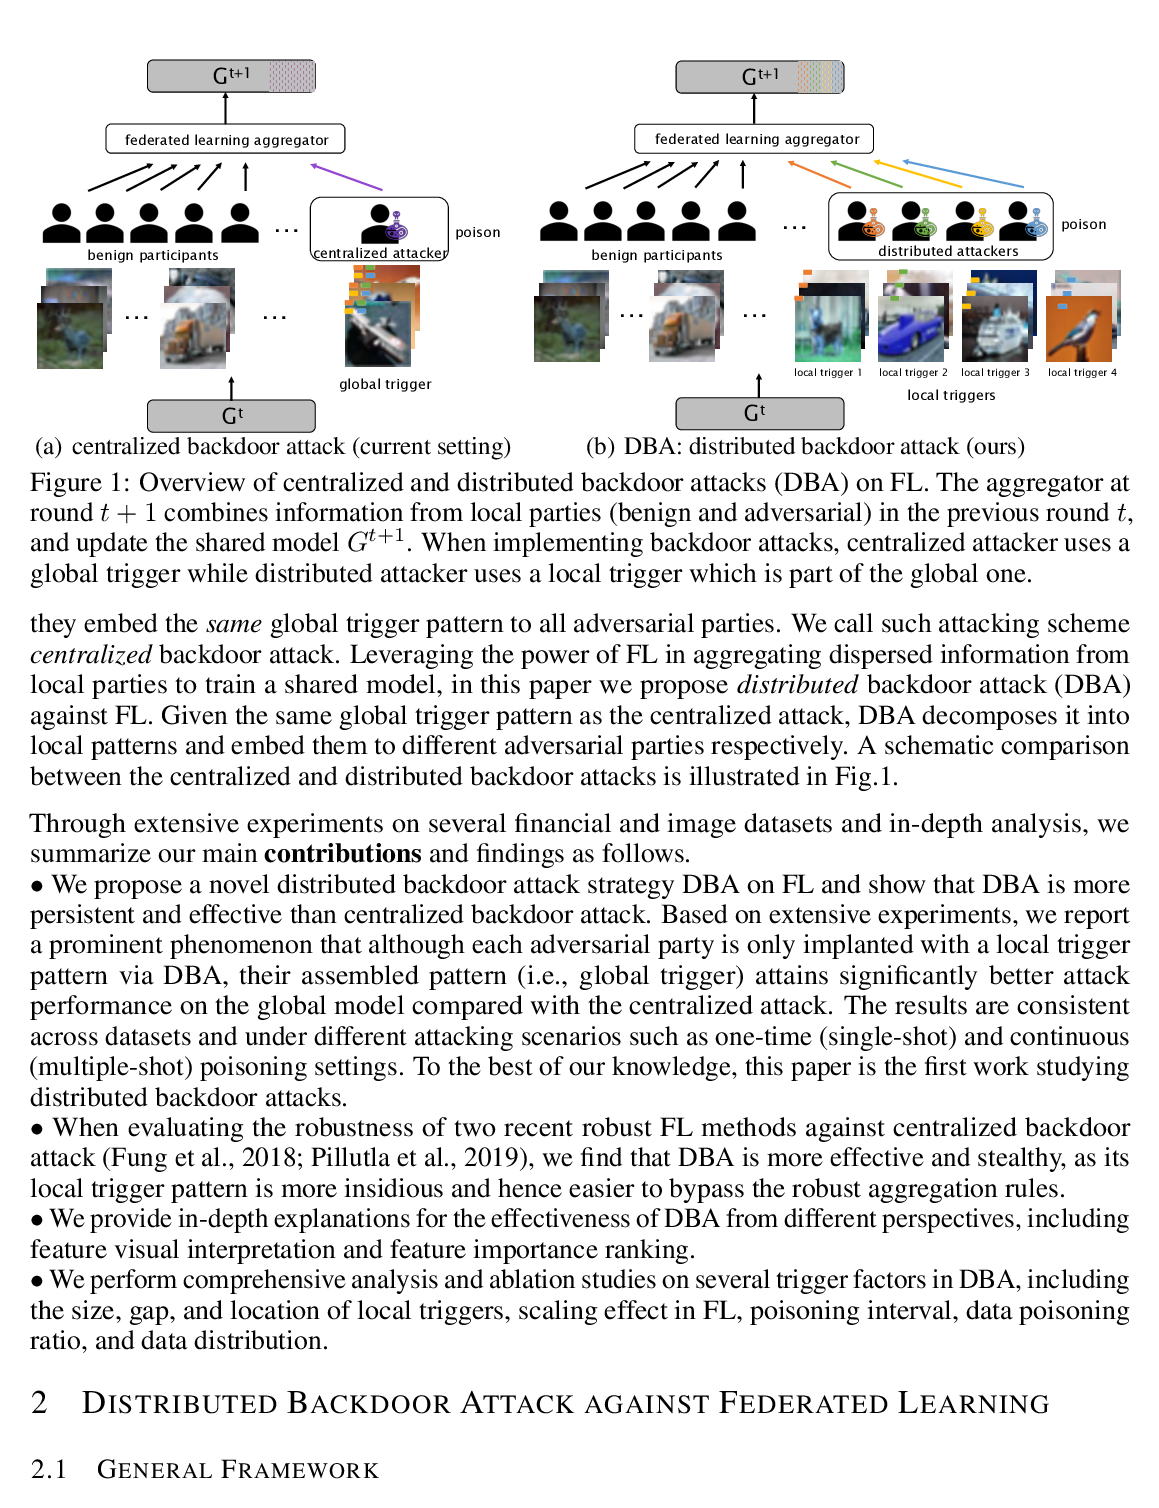 G^{t+1}
federated learning aggregator
benign participants
...
centralized attacker
poison
...
...
global trigger
G^t
(a) centralized backdoor attack (current setting)
G^{t+1}
federated learning aggregator
benign participants
...
distributed attackers
poison
...
...
local trigger 1 local trigger 2 local trigger 3 local trigger 4
local triggers
G^t
(b) DBA: distributed backdoor attack (ours)
Figure 1: Overview of centralized and distributed backdoor attacks (DBA) on FL. The aggregator at
round t + 1 combines information from local parties (benign and adversarial) in the previous round t,
and update the shared model G^{t+1}. When implementing backdoor attacks, centralized attacker uses a
global trigger while distributed attacker uses a local trigger which is part of the global one.
they embed the same global trigger pattern to all adversarial parties. We call such attacking scheme
centralized backdoor attack. Leveraging the power of FL in aggregating dispersed information from
local parties to train a shared model, in this paper we propose distributed backdoor attack (DBA)
against FL. Given the same global trigger pattern as the centralized attack, DBA decomposes it into
local patterns and embed them to different adversarial parties respectively. A schematic comparison
between the centralized and distributed backdoor attacks is illustrated in Fig.1.
Through extensive experiments on several financial and image datasets and in-depth analysis, we
summarize our main contributions and findings as follows.
• We propose a novel distributed backdoor attack strategy DBA on FL and show that DBA is more
persistent and effective than centralized backdoor attack. Based on extensive experiments, we report
a prominent phenomenon that although each adversarial party is only implanted with a local trigger
pattern via DBA, their assembled pattern (i.e., global trigger) attains significantly better attack
performance on the global model compared with the centralized attack. The results are consistent
across datasets and under different attacking scenarios such as one-time (single-shot) and continuous
(multiple-shot) poisoning settings. To the best of our knowledge, this paper is the first work studying
distributed backdoor attacks.
• When evaluating the robustness of two recent robust FL methods against centralized backdoor
attack (Fung et al., 2018; Pillutla et al., 2019), we find that DBA is more effective and stealthy, as its
local trigger pattern is more insidious and hence easier to bypass the robust aggregation rules.
• We provide in-depth explanations for the effectiveness of DBA from different perspectives, including
feature visual interpretation and feature importance ranking.
• We perform comprehensive analysis and ablation studies on several trigger factors in DBA, including
the size, gap, and location of local triggers, scaling effect in FL, poisoning interval, data poisoning
ratio, and data distribution.
2 DISTRIBUTED BACKDOOR ATTACK AGAINST FEDERATED LEARNING
2.1 GENERAL FRAMEWORK